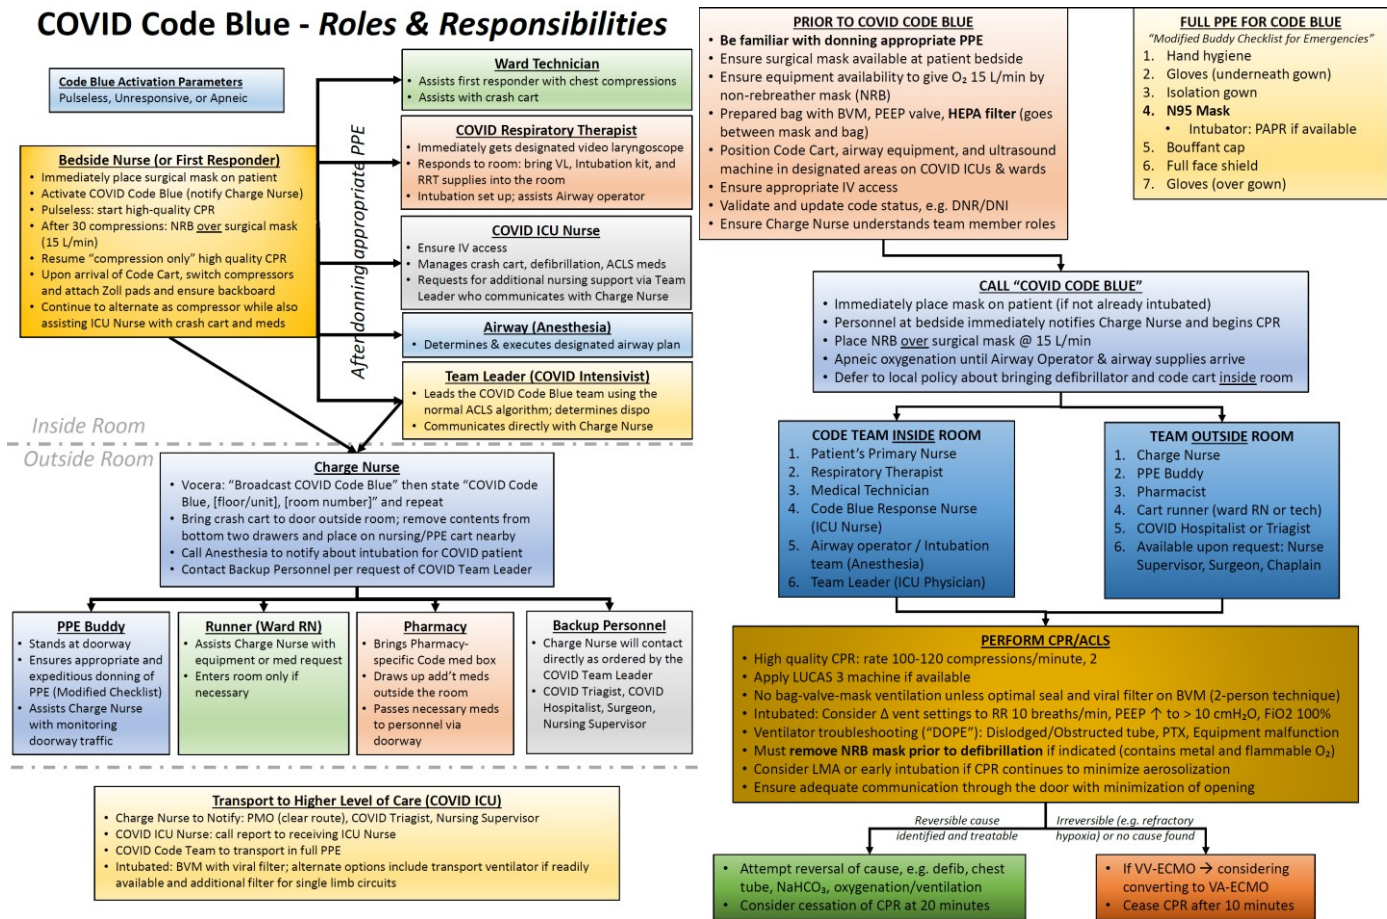 COVID Code Blue - Roles & Responsibilities
Code Blue Activation Parameters
Pulseless, Unresponsive, or Apneic
Bedside Nurse (or First Responder)
• Immediately place surgical mask on patient
• Activate COVID Code Blue (notify Charge Nurse)
• Pulseless: start high-quality CPR
• After 30 compressions: NRB over surgical mask
(15 L/min)
• Resume “compression only” high quality CPR
• Upon arrival of Code Cart, switch compressors
and attach Zoll pads and ensure backboard
• Continue to alternate as compressor while also
assisting ICU Nurse with crash cart and meds
After donning appropriate PPE
Ward Technician
• Assists first responder with chest compressions
• Assists with crash cart
COVID Respiratory Therapist
• Immediately gets designated video laryngoscope
• Responds to room: bring VL, Intubation kit, and
RRT supplies into the room
• Intubation set up; assists Airway operator
COVID ICU Nurse
• Ensure IV access
• Manages crash cart, defibrillation, ACLS meds
• Requests for additional nursing support via Team
Leader who communicates with Charge Nurse
Airway (Anesthesia)
• Determines & executes designated airway plan
Team Leader (COVID Intensivist)
• Leads the COVID Code Blue team using the
normal ACLS algorithm; determines dispo
• Communicates directly with Charge Nurse
Inside Room
Outside Room
Charge Nurse
• Vocera: “Broadcast COVID Code Blue” then state “COVID Code
Blue, [floor/unit], [room number]” and repeat
• Bring crash cart to door outside room; remove contents from
bottom two drawers and place on nursing/PPE cart nearby
• Call Anesthesia to notify about intubation for COVID patient
• Contact Backup Personnel per request of COVID Team Leader
PPE Buddy
• Stands at doorway
• Ensures appropriate and
expeditious donning of
PPE (Modified Checklist)
• Assists Charge Nurse
with monitoring
doorway traffic
Runner (Ward RN)
• Assists Charge Nurse with
equipment or med request
• Enters room only if
necessary
Pharmacy
• Brings Pharmacy-
specific Code med box
• Draws up add’t meds
outside the room
• Passes necessary meds
to personnel via
doorway
Backup Personnel
• Charge Nurse will contact
directly as ordered by the
COVID Team Leader
• COVID Triagist, COVID
Hospitalist, Surgeon,
Nursing Supervisor
Transport to Higher Level of Care (COVID ICU)
• Charge Nurse to Notify: PMO (clear route), COVID Triagist, Nursing Supervisor
• COVID ICU Nurse: call report to receiving ICU Nurse
• COVID Code Team to transport in full PPE
• Intubated: BVM with viral filter; alternate options include transport ventilator if readily
available and additional filter for single limb circuits
PRIOR TO COVID CODE BLUE
• Be familiar with donning appropriate PPE
• Ensure surgical mask available at patient bedside
• Ensure equipment availability to give O₂ 15 L/min by
non-rebreather mask (NRB)
• Prepared bag with BVM, PEEP valve, HEPA filter (goes
between mask and bag)
• Position Code Cart, airway equipment, and ultrasound
machine in designated areas on COVID ICUs & wards
• Ensure appropriate IV access
• Validate and update code status, e.g. DNR/DNI
• Ensure Charge Nurse understands team member roles
FULL PPE FOR CODE BLUE
“Modified Buddy Checklist for Emergencies”
1. Hand hygiene
2. Gloves (underneath gown)
3. Isolation gown
4. N95 Mask
• Intubator: PAPR if available
5. Bouffant cap
6. Full face shield
7. Gloves (over gown)
CALL “COVID CODE BLUE”
• Immediately place mask on patient (if not already intubated)
• Personnel at bedside immediately notifies Charge Nurse and begins CPR
• Place NRB over surgical mask @ 15 L/min
• Apneic oxygenation until Airway Operator & airway supplies arrive
• Defer to local policy about bringing defibrillator and code cart inside room
CODE TEAM INSIDE ROOM
1. Patient’s Primary Nurse
2. Respiratory Therapist
3. Medical Technician
4. Code Blue Response Nurse
(ICU Nurse)
5. Airway operator / Intubation
team (Anesthesia)
6. Team Leader (ICU Physician)
TEAM OUTSIDE ROOM
1. Charge Nurse
2. PPE Buddy
3. Pharmacist
4. Cart runner (ward RN or tech)
5. COVID Hospitalist or Triagist
6. Available upon request: Nurse
Supervisor, Surgeon, Chaplain
PERFORM CPR/ACLS
• High quality CPR: rate 100-120 compressions/minute, 2
• Apply LUCAS 3 machine if available
• No bag-valve-mask ventilation unless optimal seal and viral filter on BVM (2-person technique)
• Intubated: Consider Δ vent settings to RR 10 breaths/min, PEEP ↑ to > 10 cmH₂O, FiO2 100%
• Ventilator troubleshooting (“DOPE”): Dislodged/Obstructed tube, PTX, Equipment malfunction
• Must remove NRB mask prior to defibrillation if indicated (contains metal and flammable O₂)
• Consider LMA or early intubation if CPR continues to minimize aerosolization
• Ensure adequate communication through the door with minimization of opening
Reversible cause
identified and treatable
Irreversible (e.g. refractory
hypoxia) or no cause found
• Attempt reversal of cause, e.g. defib, chest
tube, NaHCO₃, oxygenation/ventilation
• Consider cessation of CPR at 20 minutes
• If VV-ECMO → considering
converting to VA-ECMO
• Cease CPR after 10 minutes